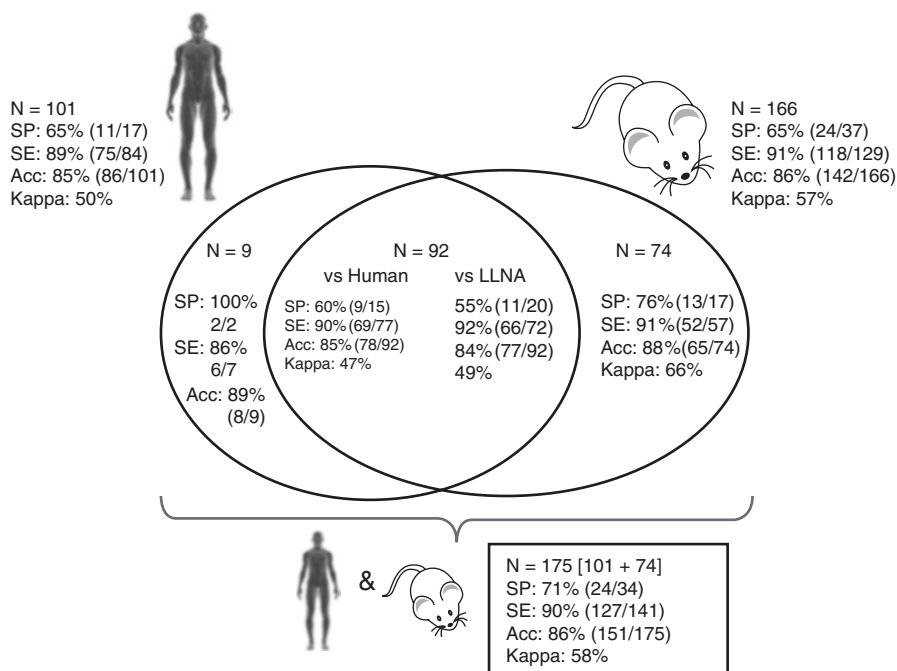 N = 101
SP: 65% (11/17)
SE: 89% (75/84)
Acc: 85% (86/101)
Kappa: 50%
N = 166
SP: 65% (24/37)
SE: 91% (118/129)
Acc: 86% (142/166)
Kappa: 57%
N = 9
SP: 100%
2/2
SE: 86%
6/7
Acc: 89%
(8/9)
N = 92
vs Human
SP: 60% (9/15)
SE: 90% (69/77)
Acc: 85% (78/92)
Kappa: 47%
vs LLNA
55% (11/20)
92% (66/72)
84% (77/92)
49%
N = 74
SP: 76% (13/17)
SE: 91% (52/57)
Acc: 88% (65/74)
Kappa: 66%
&
N = 175 [101 + 74]
SP: 71% (24/34)
SE: 90% (127/141)
Acc: 86% (151/175)
Kappa: 58%